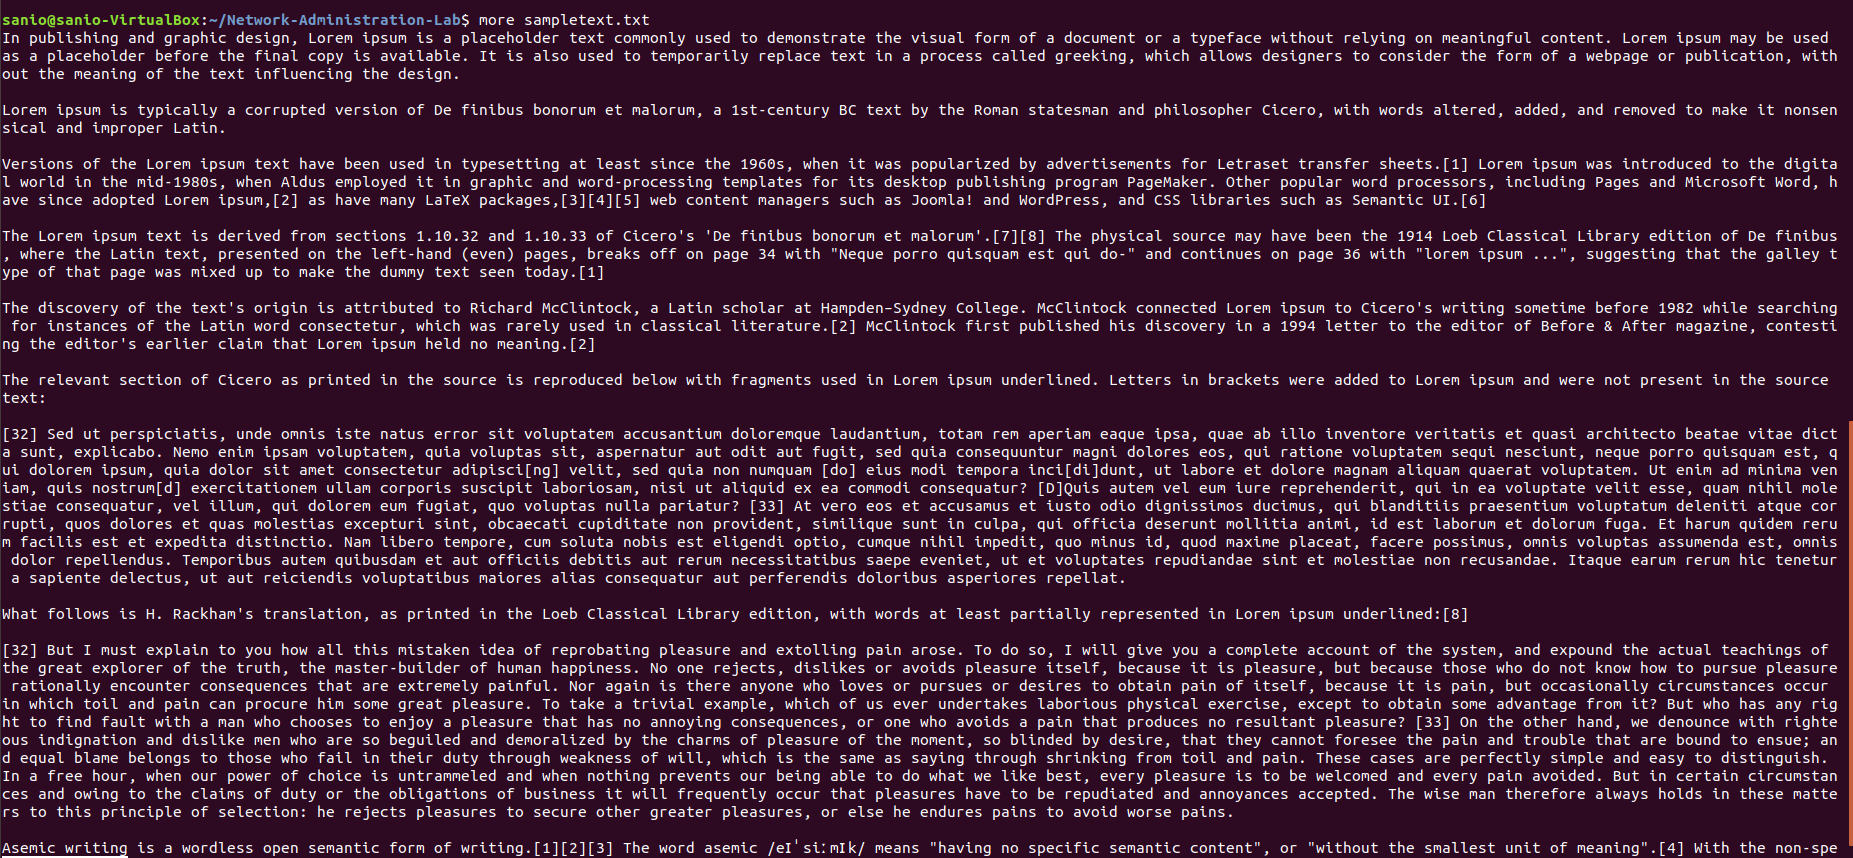 sanio@sanio-VirtualBox:~/Network-Administration-Lab$ more sampletext.txt
In publishing and graphic design, Lorem ipsum is a placeholder text commonly used to demonstrate the visual form of a document or a typeface without relying on meaningful content. Lorem ipsum may be used
as a placeholder before the final copy is available. It is also used to temporarily replace text in a process called greeking, which allows designers to consider the form of a webpage or publication, with
out the meaning of the text influencing the design.

Lorem ipsum is typically a corrupted version of De finibus bonorum et malorum, a 1st-century BC text by the Roman statesman and philosopher Cicero, with words altered, added, and removed to make it nonsen
sical and improper Latin.

Versions of the Lorem ipsum text have been used in typesetting at least since the 1960s, when it was popularized by advertisements for Letraset transfer sheets.[1] Lorem ipsum was introduced to the digita
l world in the mid-1980s, when Aldus employed it in graphic and word-processing templates for its desktop publishing program PageMaker. Other popular word processors, including Pages and Microsoft Word, h
ave since adopted Lorem ipsum,[2] as have many LaTeX packages,[3][4][5] web content managers such as Joomla! and WordPress, and CSS libraries such as Semantic UI.[6]

The Lorem ipsum text is derived from sections 1.10.32 and 1.10.33 of Cicero's 'De finibus bonorum et malorum'.[7][8] The physical source may have been the 1914 Loeb Classical Library edition of De finibus
, where the Latin text, presented on the left-hand (even) pages, breaks off on page 34 with "Neque porro quisquam est qui do-" and continues on page 36 with "lorem ipsum ...", suggesting that the galley t
ype of that page was mixed up to make the dummy text seen today.[1]

The discovery of the text's origin is attributed to Richard McClintock, a Latin scholar at Hampden–Sydney College. McClintock connected Lorem ipsum to Cicero's writing sometime before 1982 while searching
 for instances of the Latin word consectetur, which was rarely used in classical literature.[2] McClintock first published his discovery in a 1994 letter to the editor of Before & After magazine, contesti
ng the editor's earlier claim that Lorem ipsum held no meaning.[2]

The relevant section of Cicero as printed in the source is reproduced below with fragments used in Lorem ipsum underlined. Letters in brackets were added to Lorem ipsum and were not present in the source
text:

[32] Sed ut perspiciatis, unde omnis iste natus error sit voluptatem accusantium doloremque laudantium, totam rem aperiam eaque ipsa, quae ab illo inventore veritatis et quasi architecto beatae vitae dict
a sunt, explicabo. Nemo enim ipsam voluptatem, quia voluptas sit, aspernatur aut odit aut fugit, sed quia consequuntur magni dolores eos, qui ratione voluptatem sequi nesciunt, neque porro quisquam est, q
ui dolorem ipsum, quia dolor sit amet consectetur adipisci[ng] velit, sed quia non numquam [do] eius modi tempora inci[di]dunt, ut labore et dolore magnam aliquam quaerat voluptatem. Ut enim ad minima ven
iam, quis nostrum[d] exercitationem ullam corporis suscipit laboriosam, nisi ut aliquid ex ea commodi consequatur? [D]Quis autem vel eum iure reprehenderit, qui in ea voluptate velit esse, quam nihil mole
stiae consequatur, vel illum, qui dolorem eum fugiat, quo voluptas nulla pariatur? [33] At vero eos et accusamus et iusto odio dignissimos ducimus, qui blanditiis praesentium voluptatum deleniti atque cor
rupti, quos dolores et quas molestias excepturi sint, obcaecati cupiditate non provident, similique sunt in culpa, qui officia deserunt mollitia animi, id est laborum et dolorum fuga. Et harum quidem reru
m facilis est et expedita distinctio. Nam libero tempore, cum soluta nobis est eligendi optio, cumque nihil impedit, quo minus id, quod maxime placeat, facere possimus, omnis voluptas assumenda est, omnis
 dolor repellendus. Temporibus autem quibusdam et aut officiis debitis aut rerum necessitatibus saepe eveniet, ut et voluptates repudiandae sint et molestiae non recusandae. Itaque earum rerum hic tenetur
 a sapiente delectus, ut aut reiciendis voluptatibus maiores alias consequatur aut perferendis doloribus asperiores repellat.

What follows is H. Rackham's translation, as printed in the Loeb Classical Library edition, with words at least partially represented in Lorem ipsum underlined:[8]

[32] But I must explain to you how all this mistaken idea of reprobating pleasure and extolling pain arose. To do so, I will give you a complete account of the system, and expound the actual teachings of
the great explorer of the truth, the master-builder of human happiness. No one rejects, dislikes or avoids pleasure itself, because it is pleasure, but because those who do not know how to pursue pleasure
 rationally encounter consequences that are extremely painful. Nor again is there anyone who loves or pursues or desires to obtain pain of itself, because it is pain, but occasionally circumstances occur
in which toil and pain can procure him some great pleasure. To take a trivial example, which of us ever undertakes laborious physical exercise, except to obtain some advantage from it? But who has any rig
ht to find fault with a man who chooses to enjoy a pleasure that has no annoying consequences, or one who avoids a pain that produces no resultant pleasure? [33] On the other hand, we denounce with righte
ous indignation and dislike men who are so beguiled and demoralized by the charms of pleasure of the moment, so blinded by desire, that they cannot foresee the pain and trouble that are bound to ensue; an
d equal blame belongs to those who fail in their duty through weakness of will, which is the same as saying through shrinking from toil and pain. These cases are perfectly simple and easy to distinguish.
In a free hour, when our power of choice is untrammeled and when nothing prevents our being able to do what we like best, every pleasure is to be welcomed and every pain avoided. But in certain circumstan
ces and owing to the claims of duty or the obligations of business it will frequently occur that pleasures have to be repudiated and annoyances accepted. The wise man therefore always holds in these matte
rs to this principle of selection: he rejects pleasures to secure other greater pleasures, or else he endures pains to avoid worse pains.

Asemic writing is a wordless open semantic form of writing.[1][2][3] The word asemic /eɪˈsiːmɪk/ means "having no specific semantic content", or "without the smallest unit of meaning".[4] With the non-spe